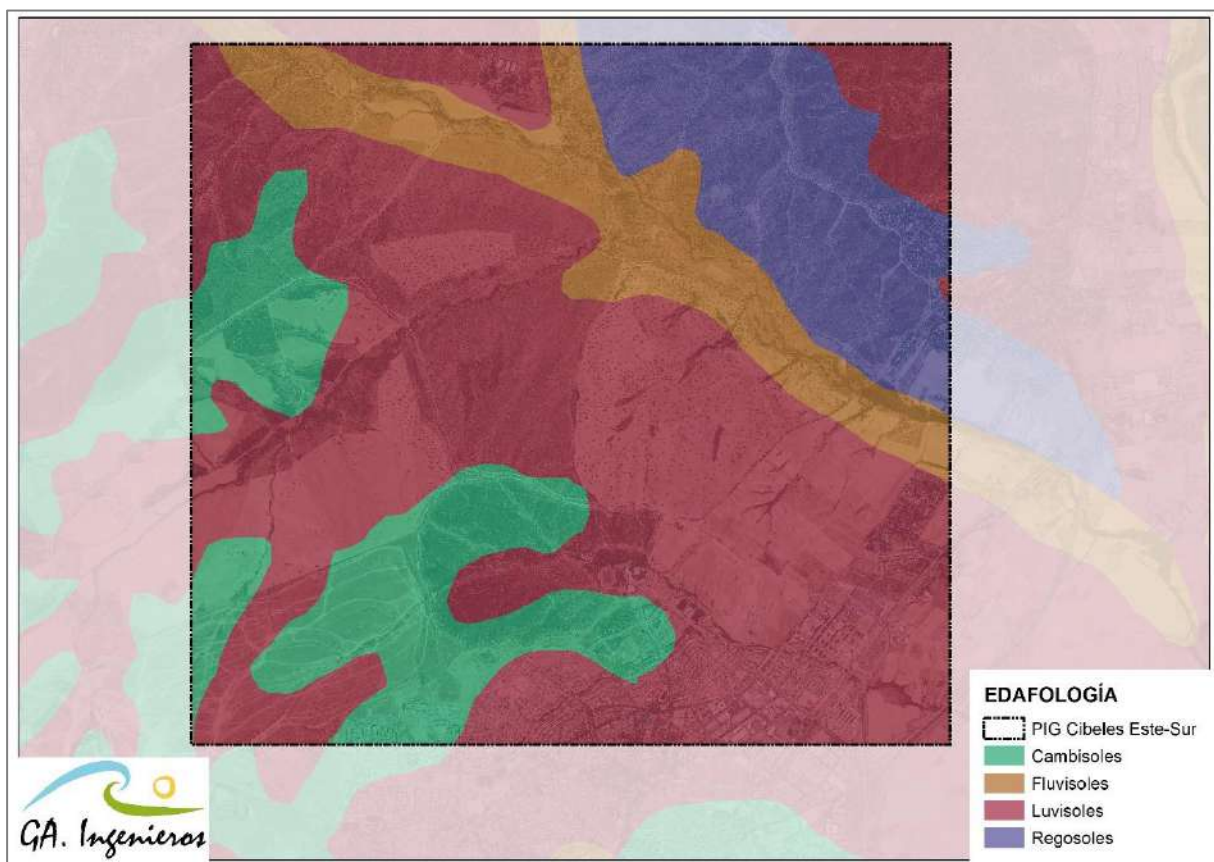 EDAFOLOGÍA
PIG Cibeles Este-Sur
Cambisoles
Fluvisoles
Luvisoles
Regosoles
GA. Ingenieros